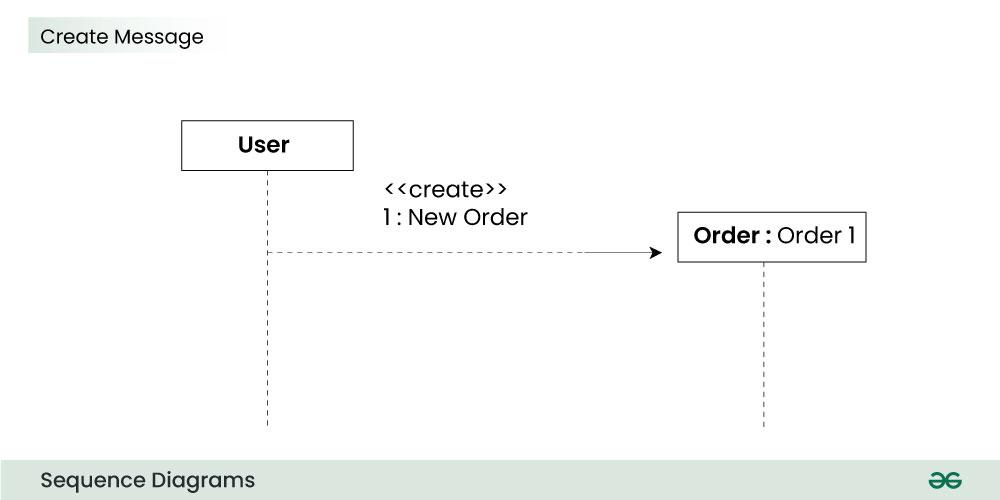 Create Message
User
<<create>>
1 : New Order
Order : Order 1
Sequence Diagrams